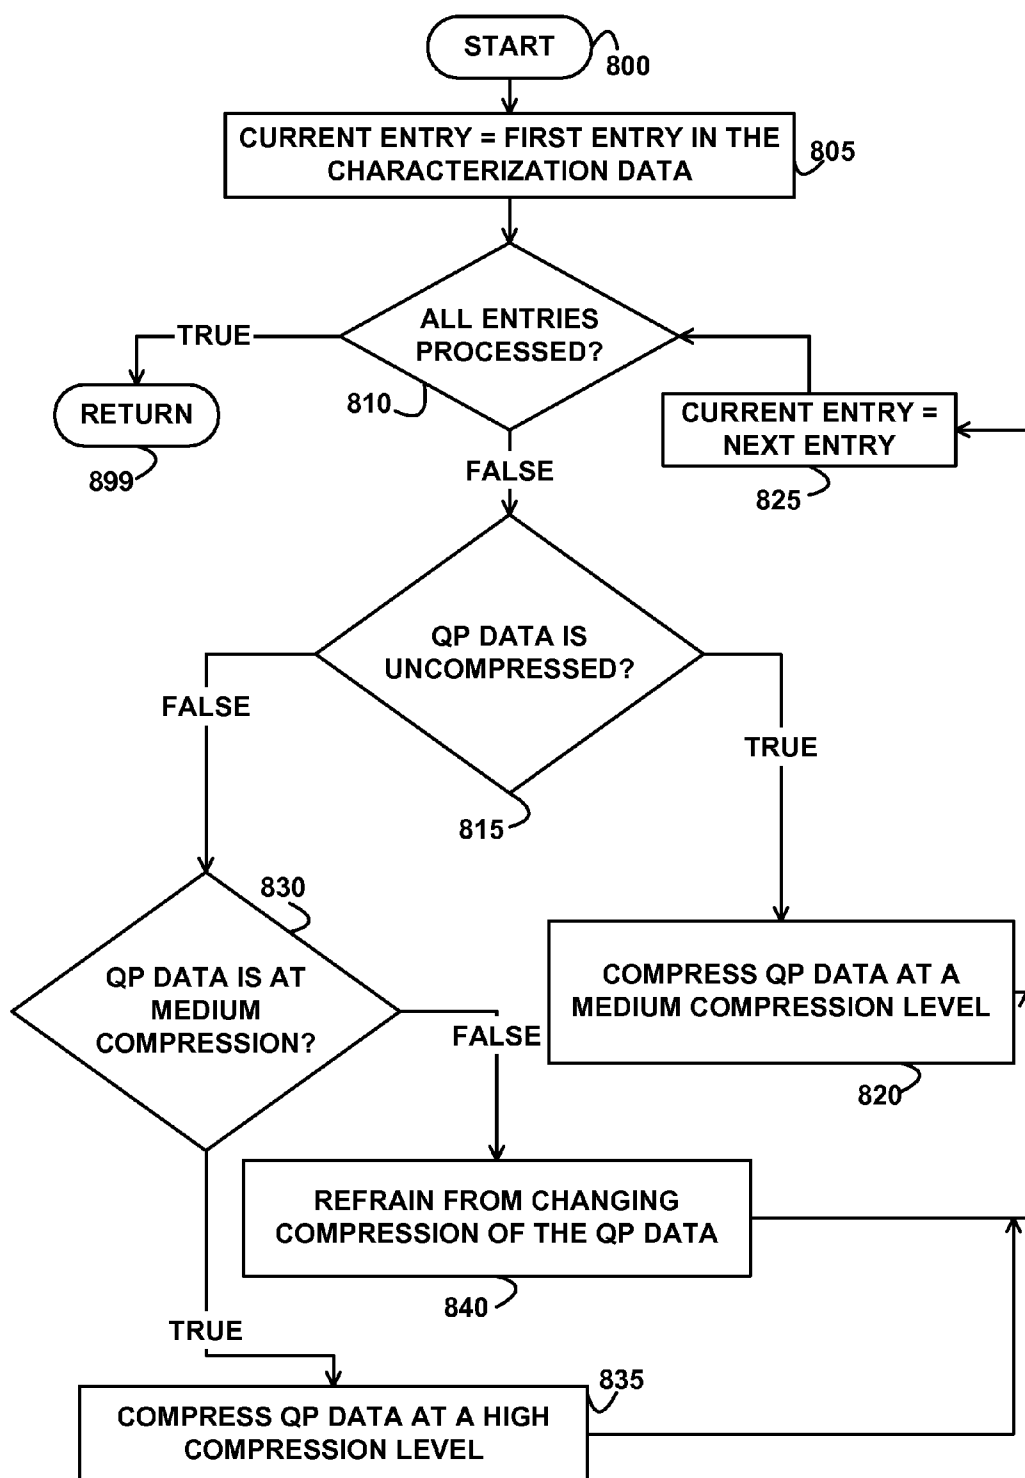 START
800
CURRENT ENTRY = FIRST ENTRY IN THE
CHARACTERIZATION DATA
805
ALL ENTRIES
PROCESSED?
TRUE
810
RETURN
899
CURRENT ENTRY =
NEXT ENTRY
825
FALSE
QP DATA IS
UNCOMPRESSED?
FALSE
TRUE
815
830
QP DATA IS AT
MEDIUM
COMPRESSION?
COMPRESS QP DATA AT A
MEDIUM COMPRESSION LEVEL
FALSE
820
REFRAIN FROM CHANGING
COMPRESSION OF THE QP DATA
840
TRUE
835
COMPRESS QP DATA AT A HIGH
COMPRESSION LEVEL